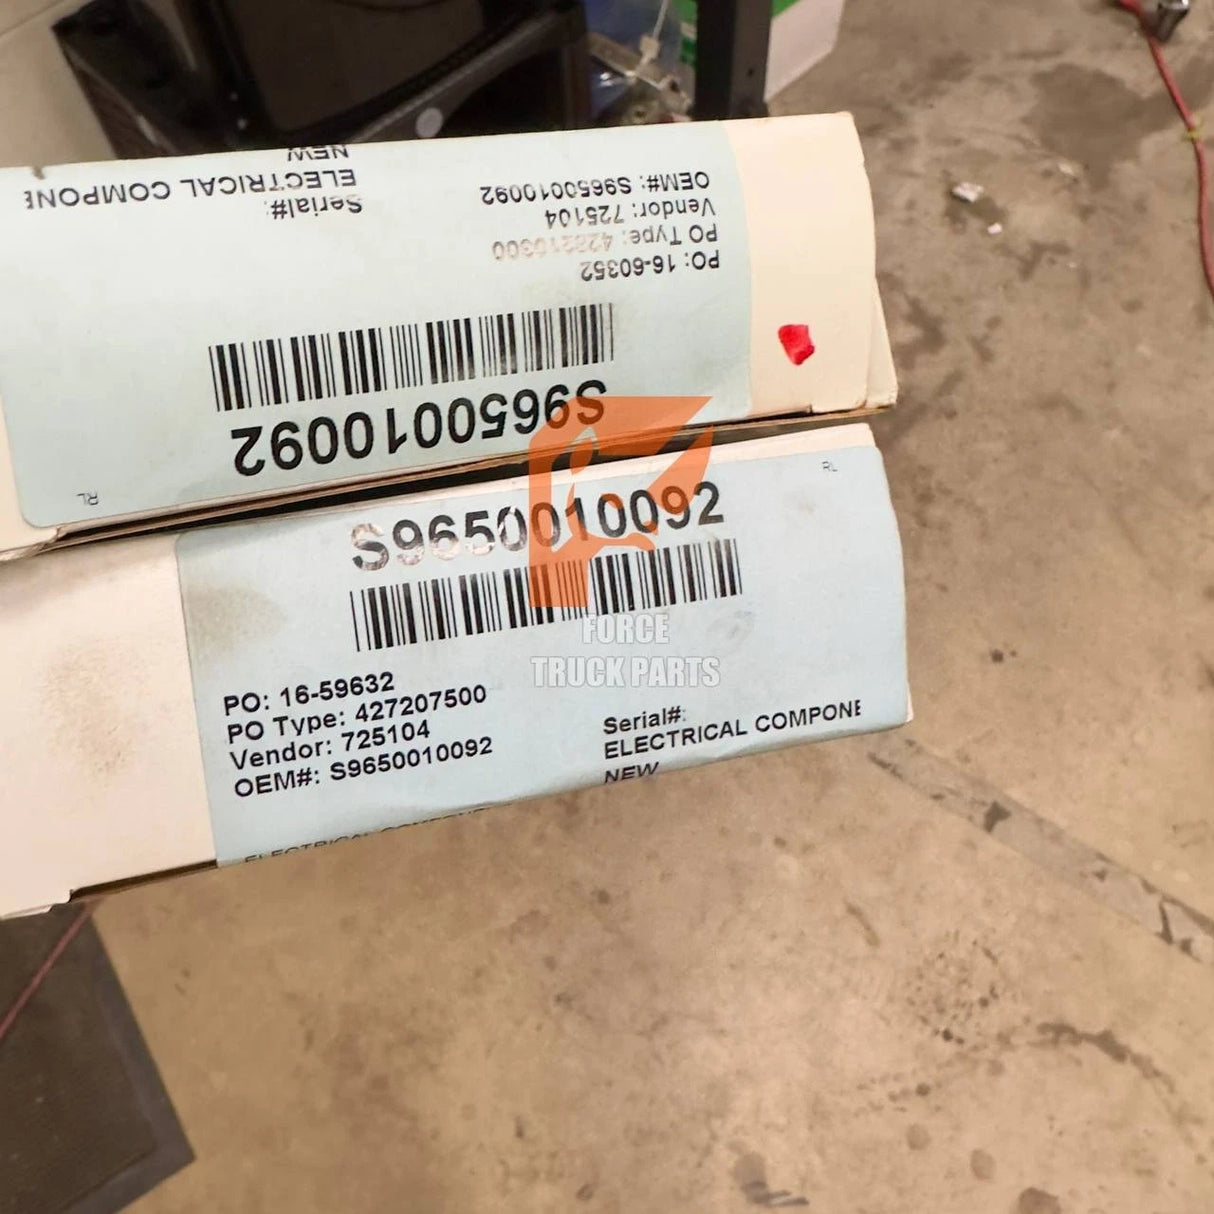 S9650010092
PO: 16-60352
PO Type: 428210300
Vendor: 725104
OEM#: S9650010092
Serial#:
ELECTRICAL COMPONE
NEW
RL
S9650010092
RL
PO: 16-59632
PO Type: 427207500
Vendor: 725104
OEM#: S9650010092
Serial#:
ELECTRICAL COMPONE
NEW
FORCE
TRUCK PARTS